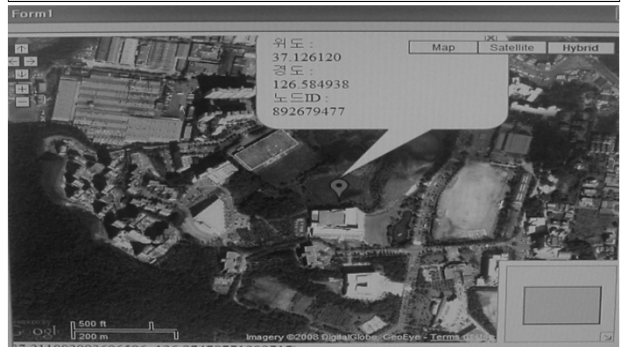 Form1
위도 :
37.126120
경도 :
126.584938
노드ID :
892679477
Map Satellite Hybrid
500 ft
200 m
Imagery ©2008 DigitalGlobe, GeoEye - Terms of Use